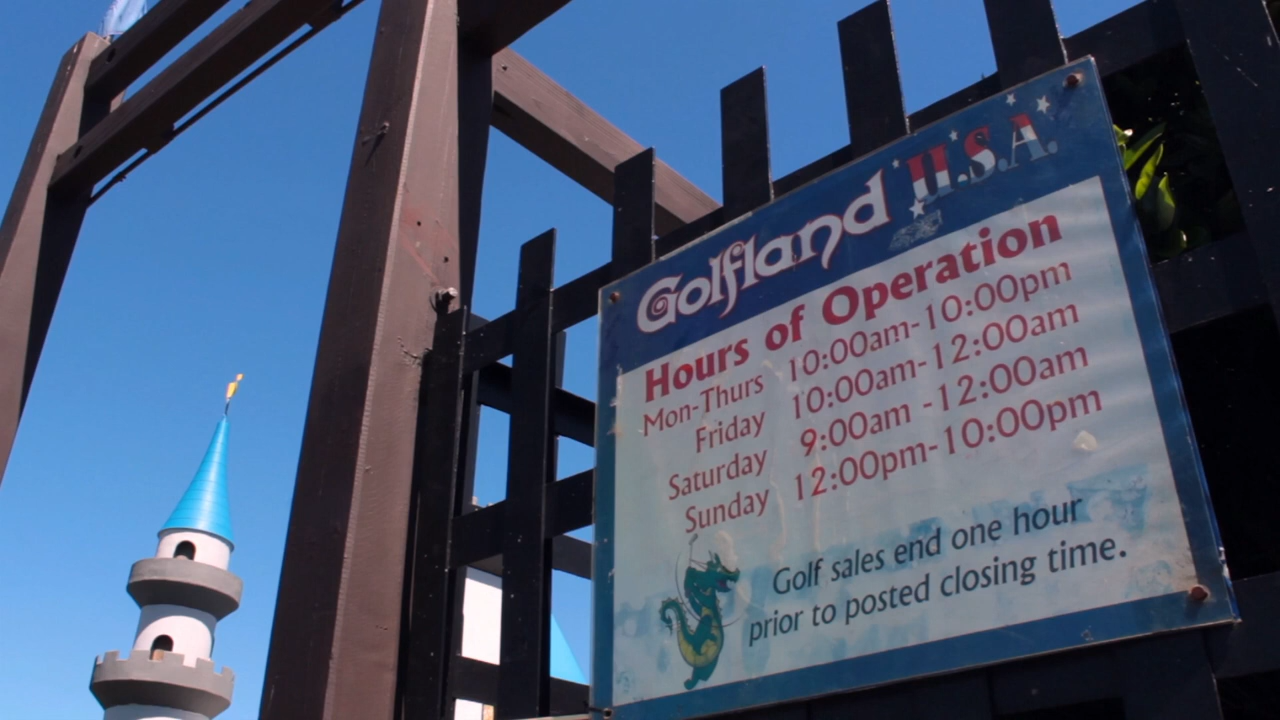 Golfland U.S.A.
Hours of Operation
Mon-Thurs 10:00am-10:00pm
Friday 10:00am-12:00am
Saturday 9:00am -12:00am
Sunday 12:00pm-10:00pm
Golf sales end one hour
prior to posted closing time.